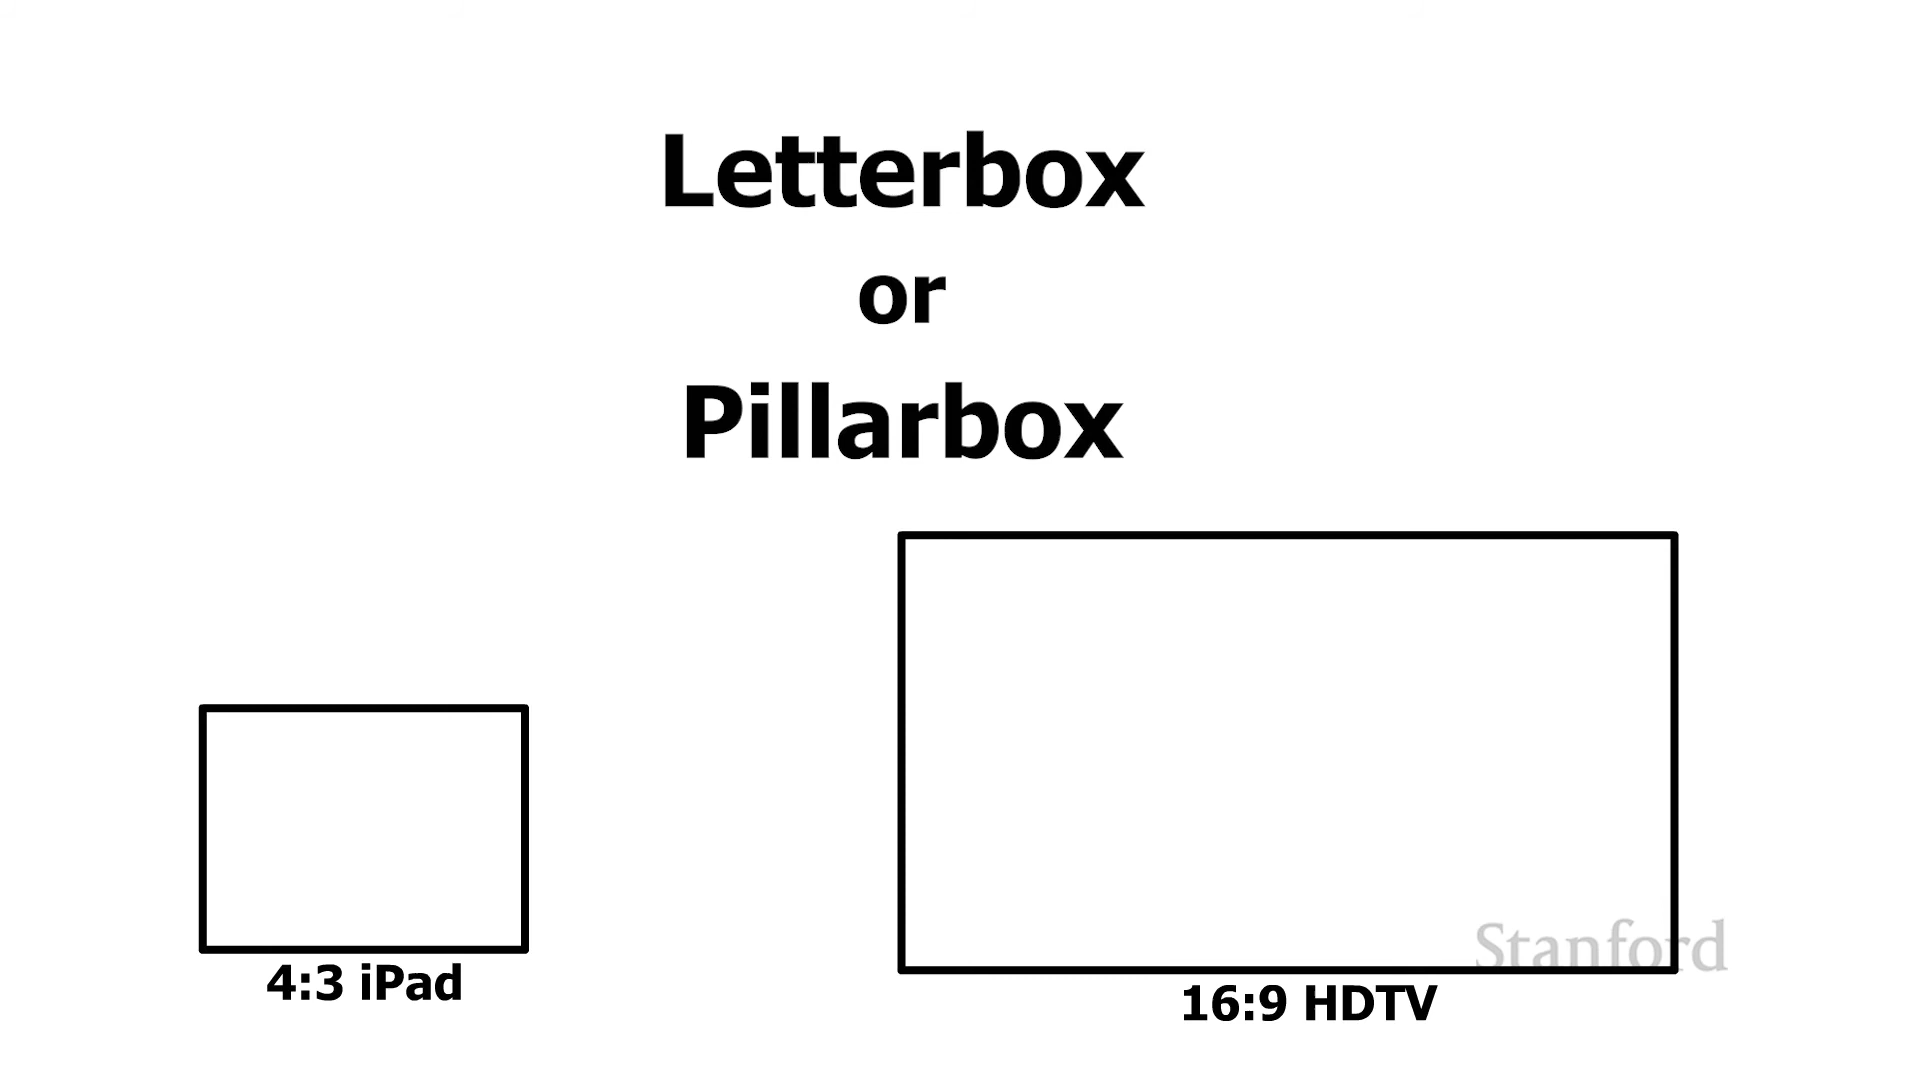 Letterbox
or
Pillarbox
4:3 iPad
16:9 HDTV
Stanford